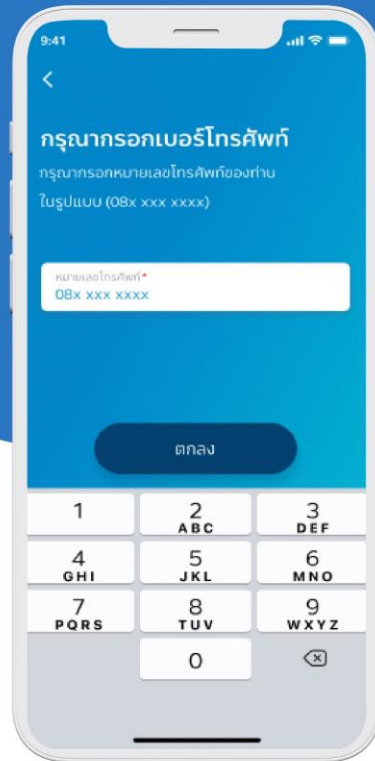 9:41
กรุณากรอกเบอร์โทรศัพท์
กรุณากรอกหมายเลขโทรศัพท์ของท่าน
ในรูปแบบ (08x xxx xxxx)
หมายเลขโทรศัพท์*
08x xxx xxxx
ตกลง
1 2 3
ABC DEF
4 5 6
GHI JKL MNO
7 8 9
PQRS TUV WXYZ
0